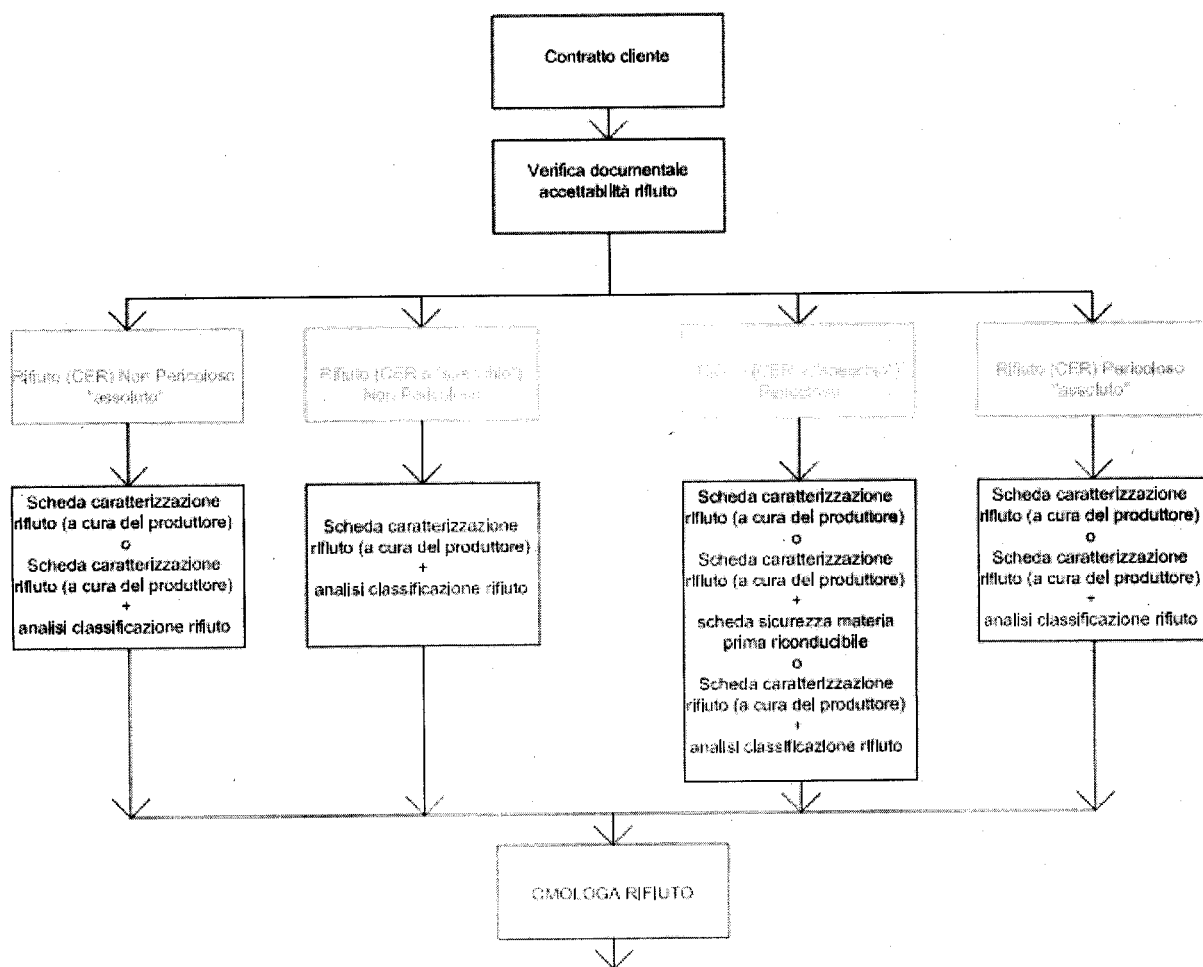 Contratto cliente
Verifica documentale
accettabilità rifiuto
Rifiuto (CER) Non Pericoloso
"assoluto"
Rifiuto (CER a "specchio")
Non Pericoloso
(CER a "specchio")
Pericoloso
Rifiuto (CER) Pericoloso
"assoluto"
Scheda caratterizzazione
rifiuto (a cura del produttore)
o
Scheda caratterizzazione
rifiuto (a cura del produttore)
+
analisi classificazione rifiuto
Scheda caratterizzazione
rifiuto (a cura del produttore)
+
analisi classificazione rifiuto
Scheda caratterizzazione
rifiuto (a cura del produttore)
o
Scheda caratterizzazione
rifiuto (a cura del produttore)
+
scheda sicurezza materia
prima riconducibile
o
Scheda caratterizzazione
rifiuto (a cura del produttore)
+
analisi classificazione rifiuto
Scheda caratterizzazione
rifiuto (a cura del produttore)
o
Scheda caratterizzazione
rifiuto (a cura del produttore)
+
analisi classificazione rifiuto
OMOLOGA RIFIUTO